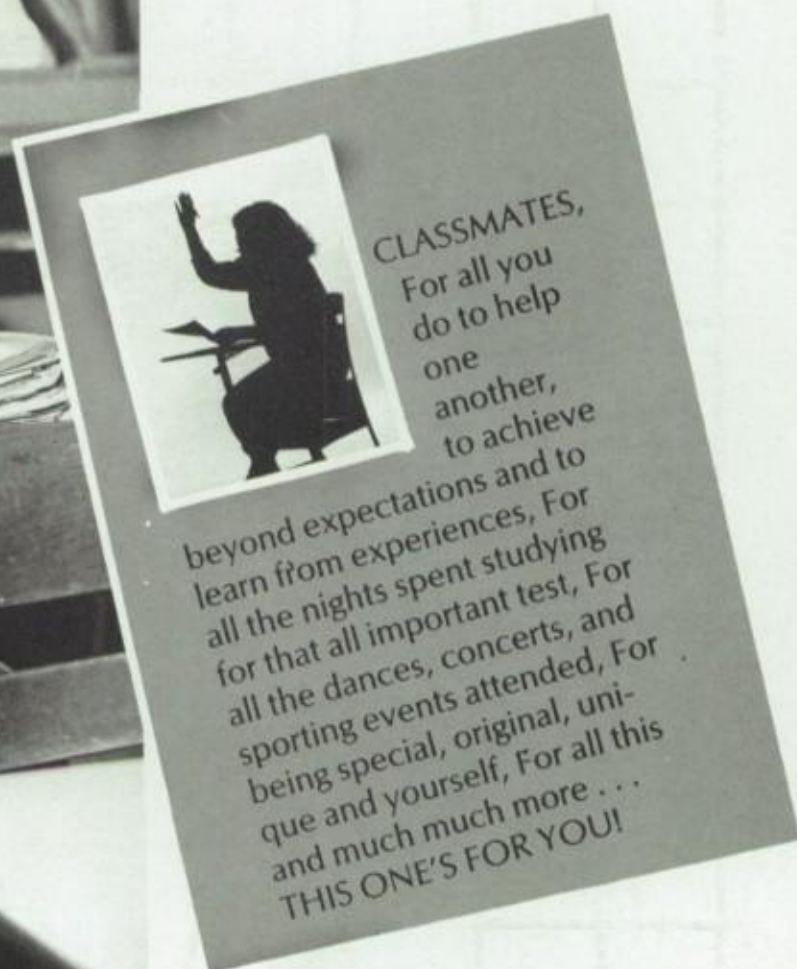 CLASSMATES,
For all you
do to help
one
another,
to achieve
beyond expectations and to
learn from experiences, For
all the nights spent studying
for that all important test, For
all the dances, concerts, and
sporting events attended, For
being special, original, uni-
que and yourself, For all this
and much much more . . .
THIS ONE'S FOR YOU!